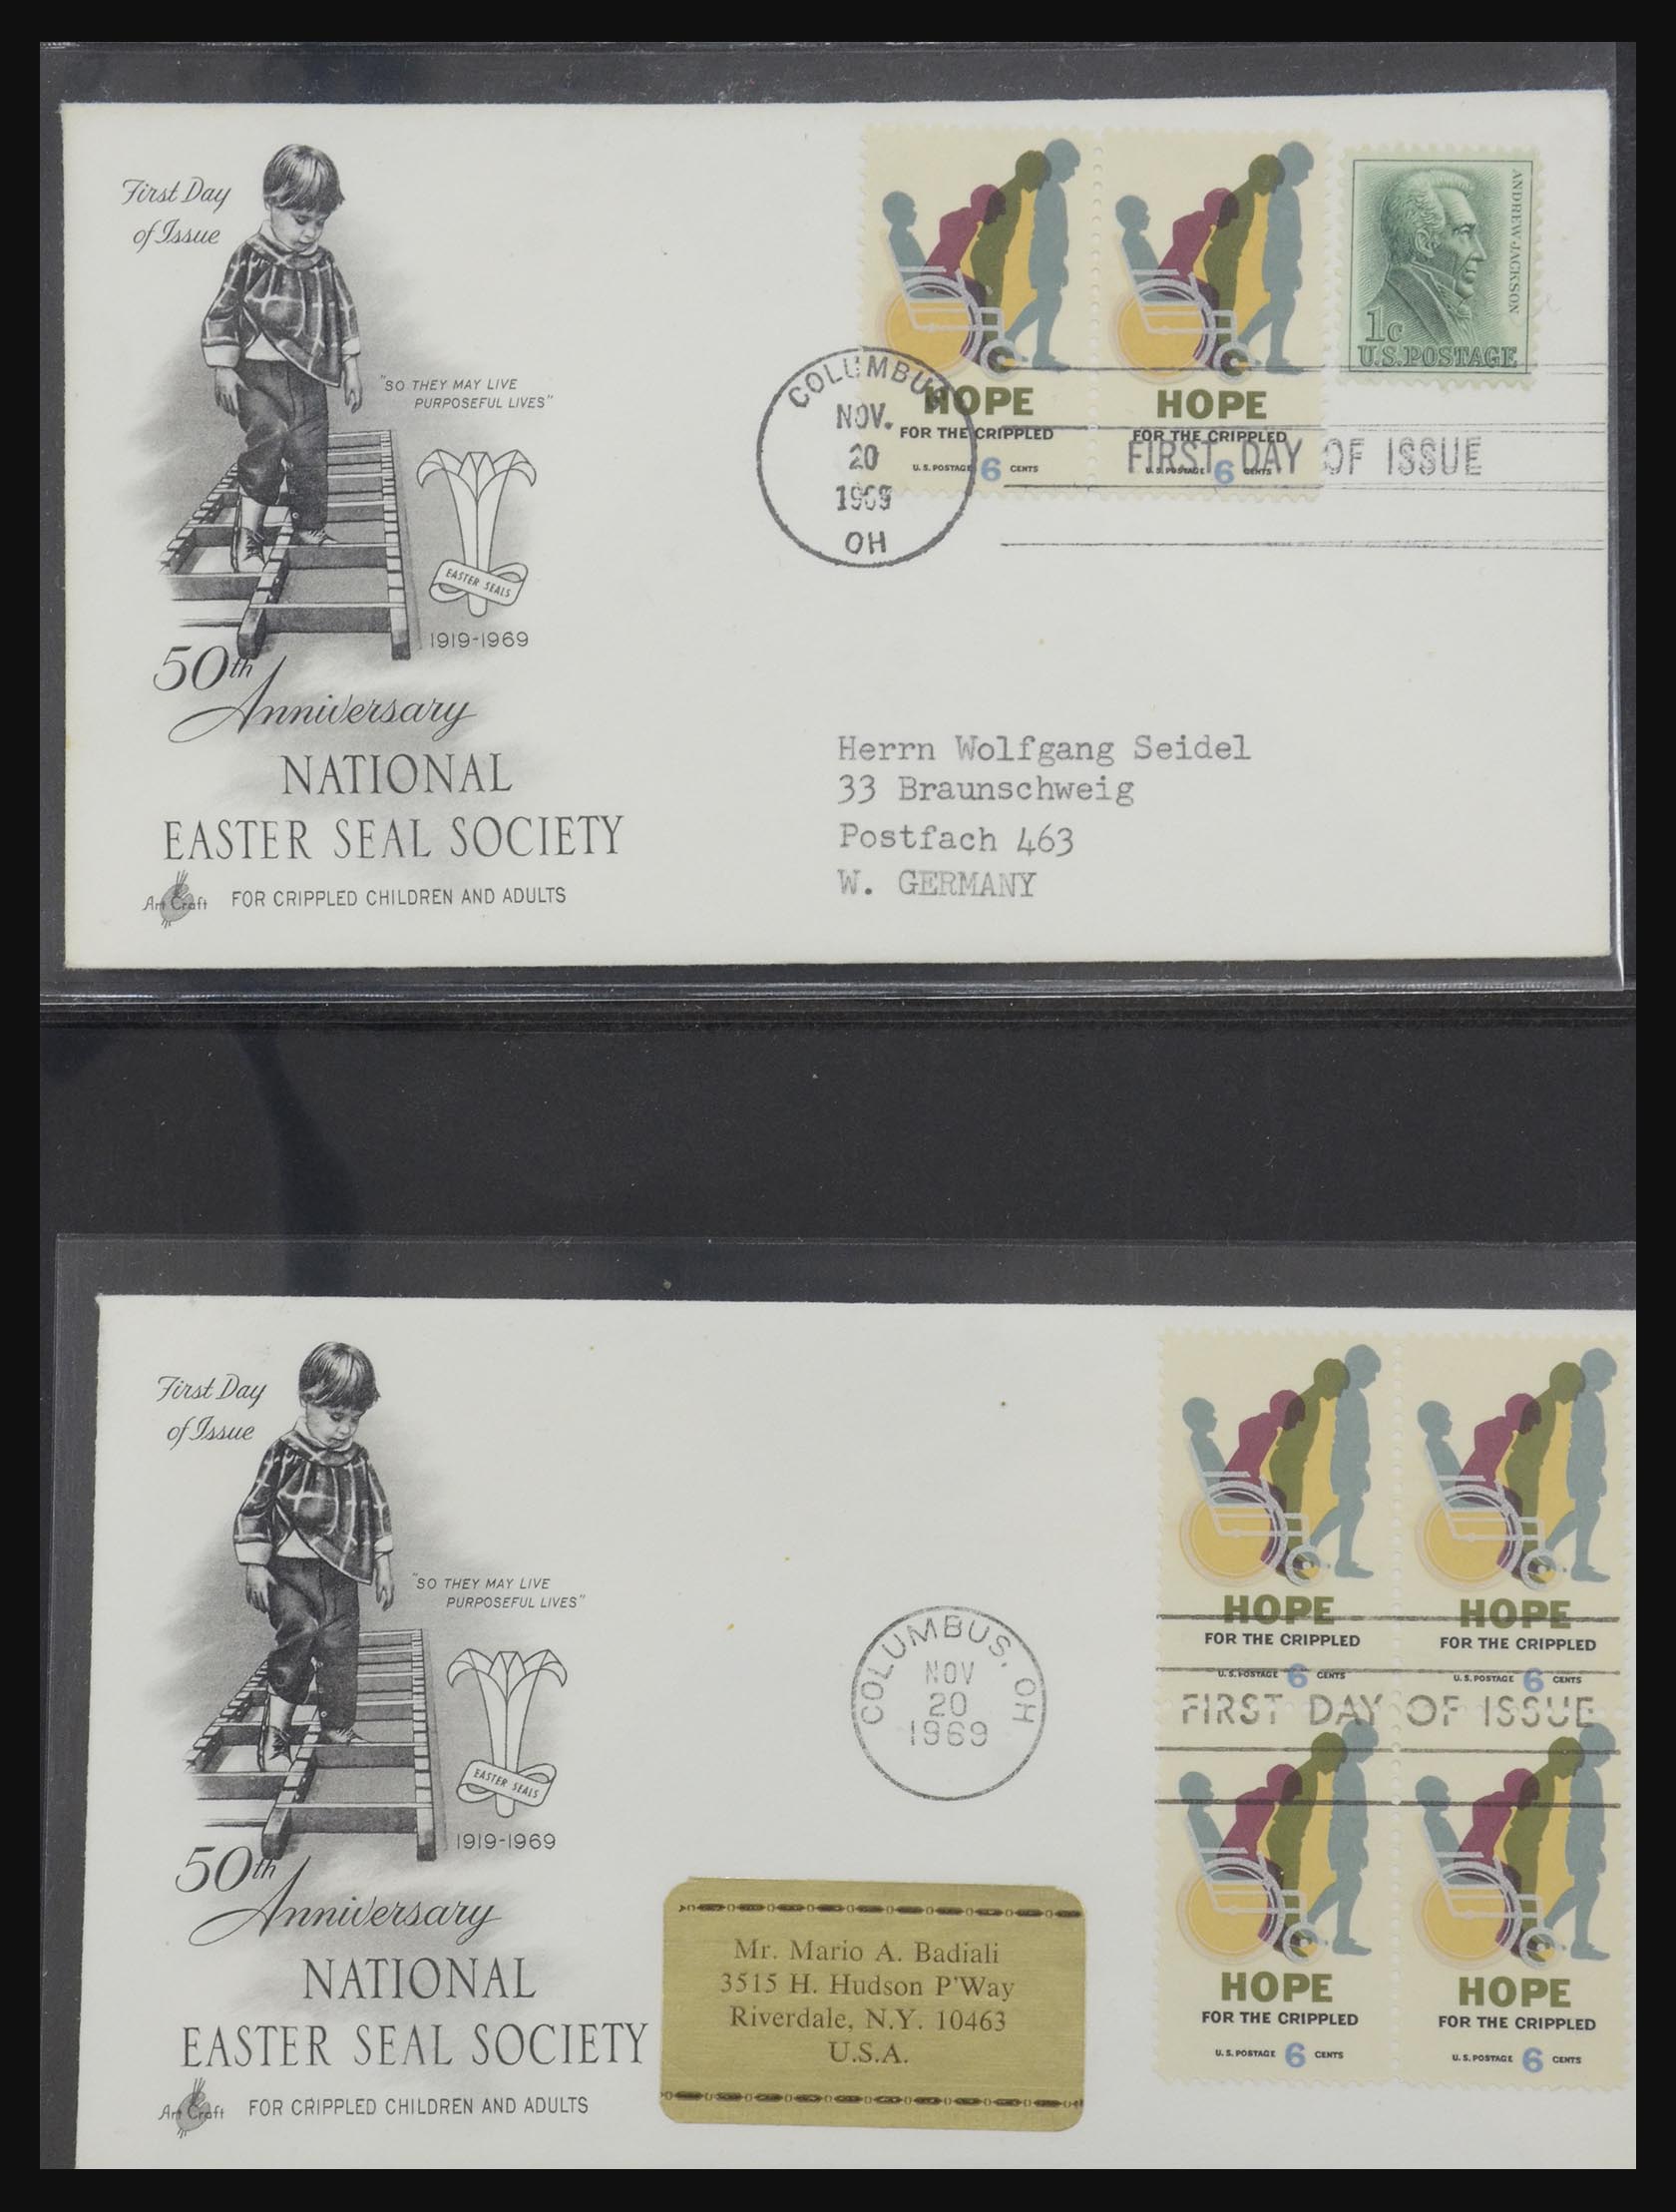 First Day
of Issue
"SO THEY MAY LIVE
PURPOSEFUL LIVES"
EASTER SEALS
1919-1969
50th
Anniversary
NATIONAL
EASTER SEAL SOCIETY
Art Craft FOR CRIPPLED CHILDREN AND ADULTS
COLUMBUS
NOV.
20
1969
OH
HOPE
FOR THE CRIPPLED
U.S. POSTAGE 6 CENTS
HOPE
FOR THE CRIPPLED
U.S. POSTAGE 6 CENTS
ANDREW JACKSON
1c
U.S. POSTAGE
FIRST DAY OF ISSUE
Herrn Wolfgang Seidel
33 Braunschweig
Postfach 463
W. GERMANY
First Day
of Issue
"SO THEY MAY LIVE
PURPOSEFUL LIVES"
EASTER SEALS
1919-1969
50th
Anniversary
NATIONAL
EASTER SEAL SOCIETY
Art Craft FOR CRIPPLED CHILDREN AND ADULTS
COLUMBUS, OH
NOV
20
1969
HOPE
FOR THE CRIPPLED
U.S. POSTAGE 6 CENTS
HOPE
FOR THE CRIPPLED
U.S. POSTAGE 6 CENTS
FIRST DAY OF ISSUE
HOPE
FOR THE CRIPPLED
U.S. POSTAGE 6 CENTS
HOPE
FOR THE CRIPPLED
U.S. POSTAGE 6 CENTS
Mr. Mario A. Badiali
3515 H. Hudson P'Way
Riverdale, N.Y. 10463
U.S.A.